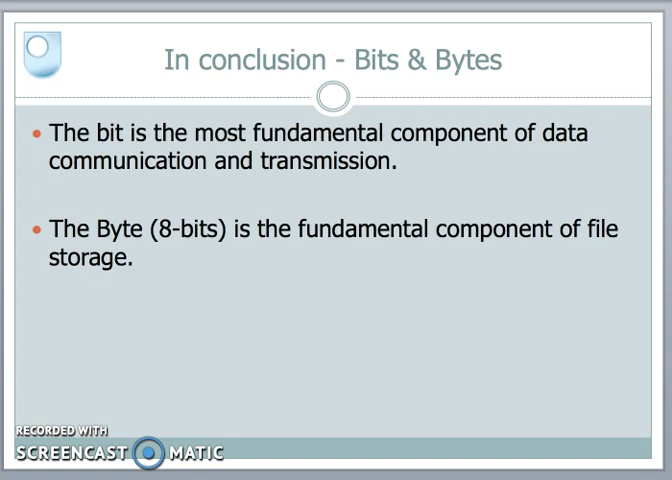 In conclusion - Bits & Bytes
The bit is the most fundamental component of data
communication and transmission.
The Byte (8-bits) is the fundamental component of file
storage.
RECORDED WITH
SCREENCAST MATIC